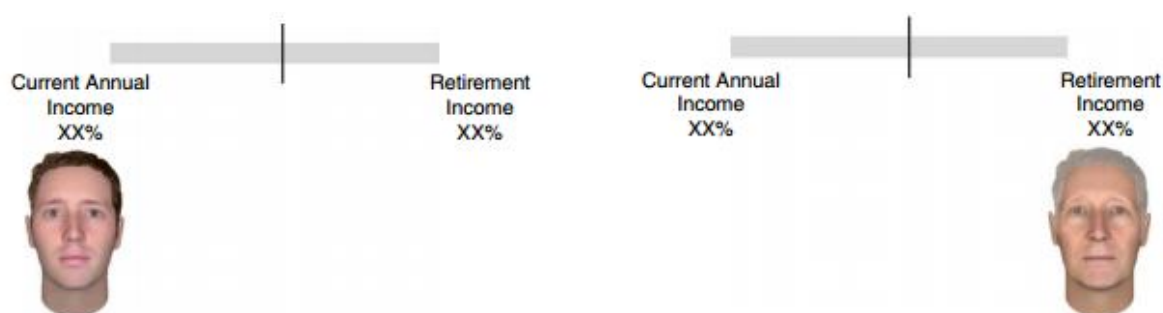 Current Annual
Income
XX%
Retirement
Income
XX%
Current Annual
Income
XX%
Retirement
Income
XX%